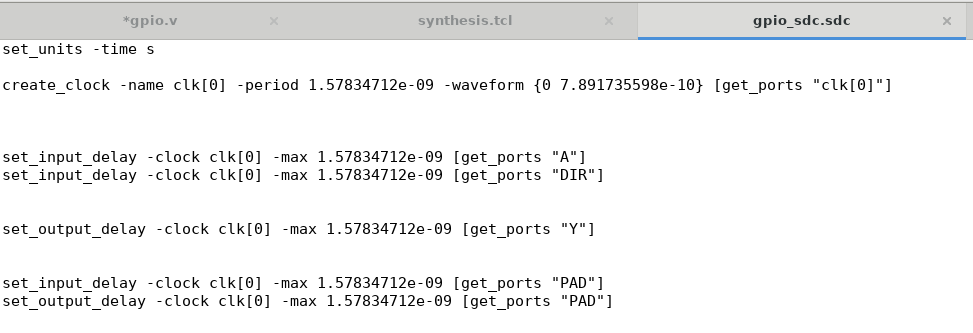 *gpio.v × synthesis.tcl × gpio_sdc.sdc ×
set_units -time s
create_clock -name clk[0] -period 1.57834712e-09 -waveform {0 7.891735598e-10} [get_ports "clk[0]"]
set_input_delay -clock clk[0] -max 1.57834712e-09 [get_ports "A"]
set_input_delay -clock clk[0] -max 1.57834712e-09 [get_ports "DIR"]
set_output_delay -clock clk[0] -max 1.57834712e-09 [get_ports "Y"]
set_input_delay -clock clk[0] -max 1.57834712e-09 [get_ports "PAD"]
set_output_delay -clock clk[0] -max 1.57834712e-09 [get_ports "PAD"]